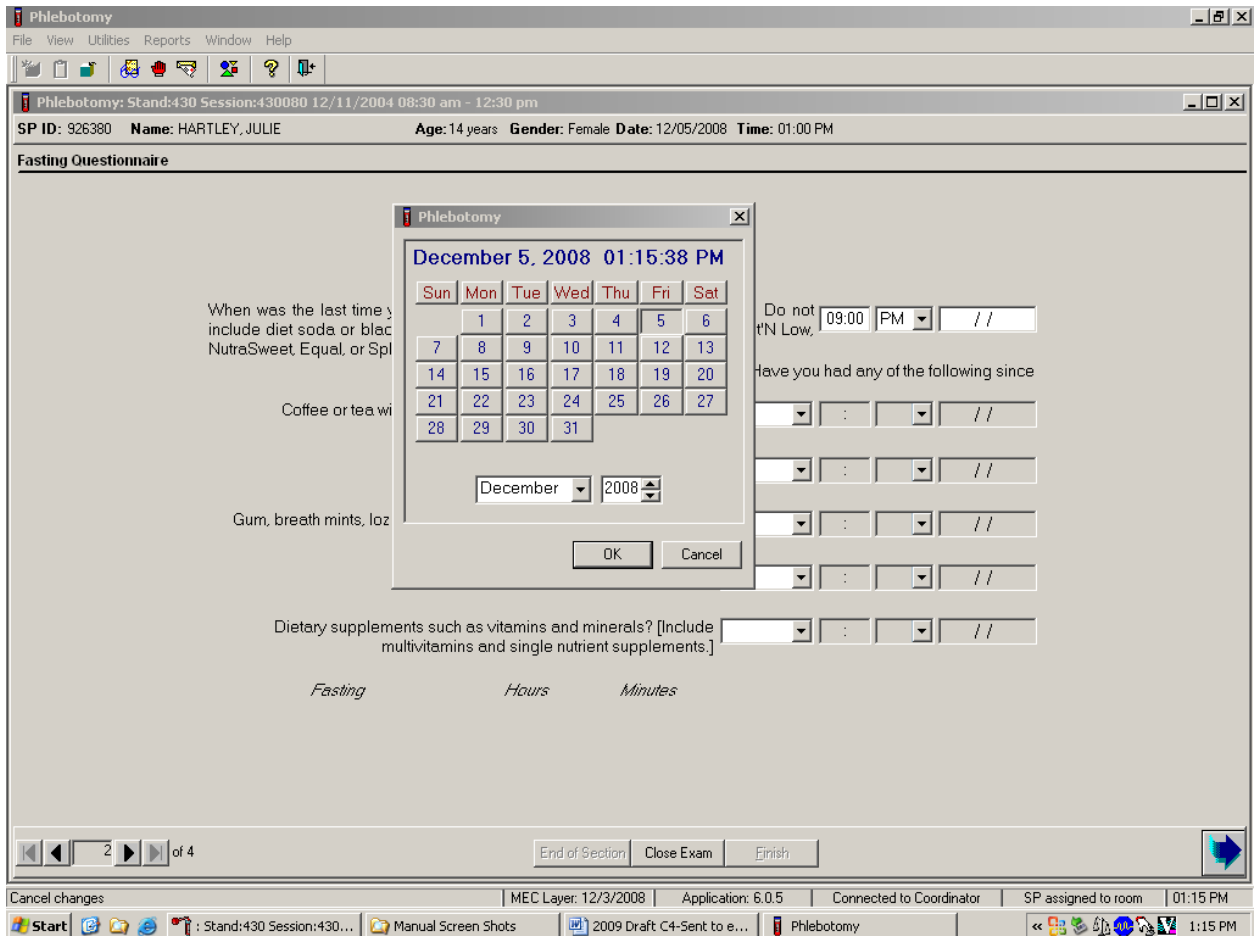 Phlebotomy
File View Utilities Reports Window Help
Phlebotomy: Stand:430 Session:430080 12/11/2004 08:30 am - 12:30 pm
SP ID: 926380 Name: HARTLEY, JULIE Age: 14 years Gender: Female Date: 12/05/2008 Time: 01:00 PM
Fasting Questionnaire
Phlebotomy
December 5, 2008 01:15:38 PM
Sun Mon Tue Wed Thu Fri Sat
1 2 3 4 5 6
7 8 9 10 11 12 13
14 15 16 17 18 19 20
21 22 23 24 25 26 27
28 29 30 31
December 2008
OK Cancel
When was the last time y Do not 09:00 PM / /
include diet soda or blac t'N Low,
NutraSweet, Equal, or Spl
Have you had any of the following since
Coffee or tea wi : / /
: / /
Gum, breath mints, loz : / /
: / /
Dietary supplements such as vitamins and minerals? [Include : / /
multivitamins and single nutrient supplements.]
Fasting Hours Minutes
2 of 4 End of Section Close Exam Finish
Cancel changes MEC Layer: 12/3/2008 Application: 6.0.5 Connected to Coordinator SP assigned to room 01:15 PM
Start : Stand:430 Session:430... Manual Screen Shots 2009 Draft C4-Sent to e... Phlebotomy « 1:15 PM